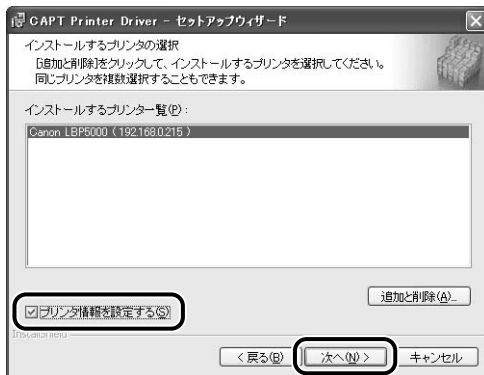 CAPT Printer Driver - セットアップウィザード
インストールするプリンタの選択
[追加と削除]をクリックして、インストールするプリンタを選択してください。
同じプリンタを複数選択することもできます。
インストールするプリンター覧(P):
Canon LBP5000 (192.168.0.215)
追加と削除(A)...
プリンタ情報を設定する(S)
InstallShield
< 戻る(B)
次へ(N) >
キャンセル